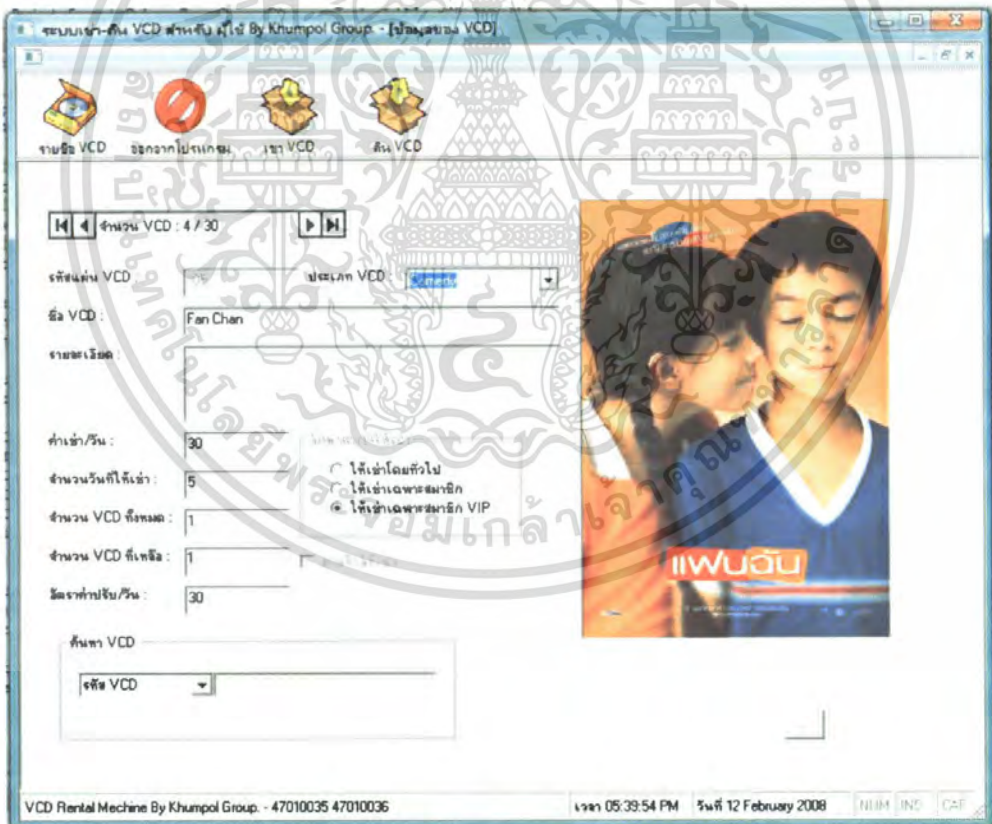 ระบบเช่า-คืน VCD สำหรับ ผู้ใช้ By Khumpol Group. - [ข้อมูลของ VCD]
รายชื่อ VCD ออกจากโปรแกรม เช่า VCD คืน VCD
จำนวน VCD : 4 / 30
รหัสแผ่น VCD ประเภท VCD :
ชื่อ VCD : Fan Chan
รายละเอียด :
ค่าเช่า/วัน : 30
ให้เช่าโดยทั่วไป
จำนวนวันที่ให้เช่า : 5
ให้เช่าเฉพาะสมาชิก
ให้เช่าเฉพาะสมาชิก VIP
จำนวน VCD ทั้งหมด : 1
จำนวน VCD ที่เหลือ : 1
อัตราค่าปรับ/วัน : 30
แฟนฉัน
ค้นหา VCD
รหัส VCD
VCD Rental Mechine By Khumpol Group. - 47010035 47010036 เวลา 05:39:54 PM วันที่ 12 February 2008 NUM INS CAP